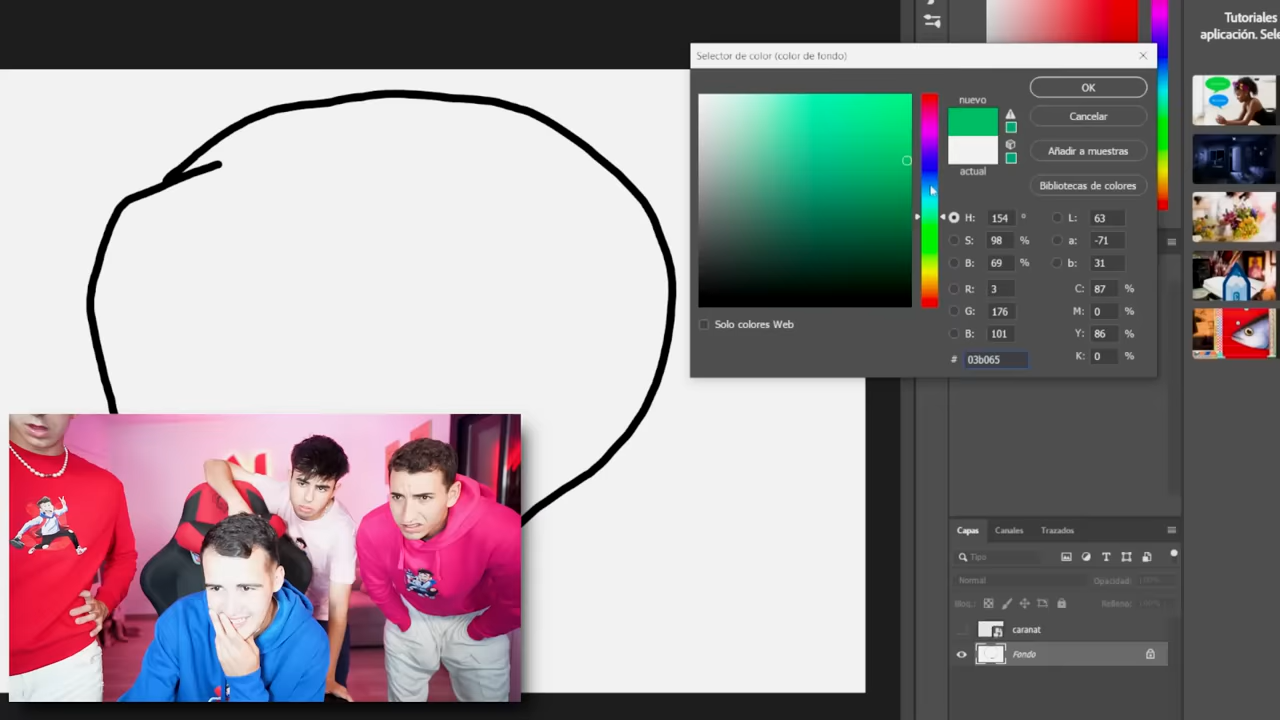 Tutoriales
aplicación. Sele
Selector de color (color de fondo)
nuevo
actual
OK
Cancelar
Añadir a muestras
Bibliotecas de colores
H: 154 °
S: 98 %
B: 69 %
R: 3
G: 176
B: 101
# 03b065
L: 63
a: -71
b: 31
C: 87 %
M: 0 %
Y: 86 %
K: 0 %
Solo colores Web
Capas Canales Trazados
Tipo
Normal Opacidad: 100%
Bloq.: Relleno: 100%
caranat
Fondo